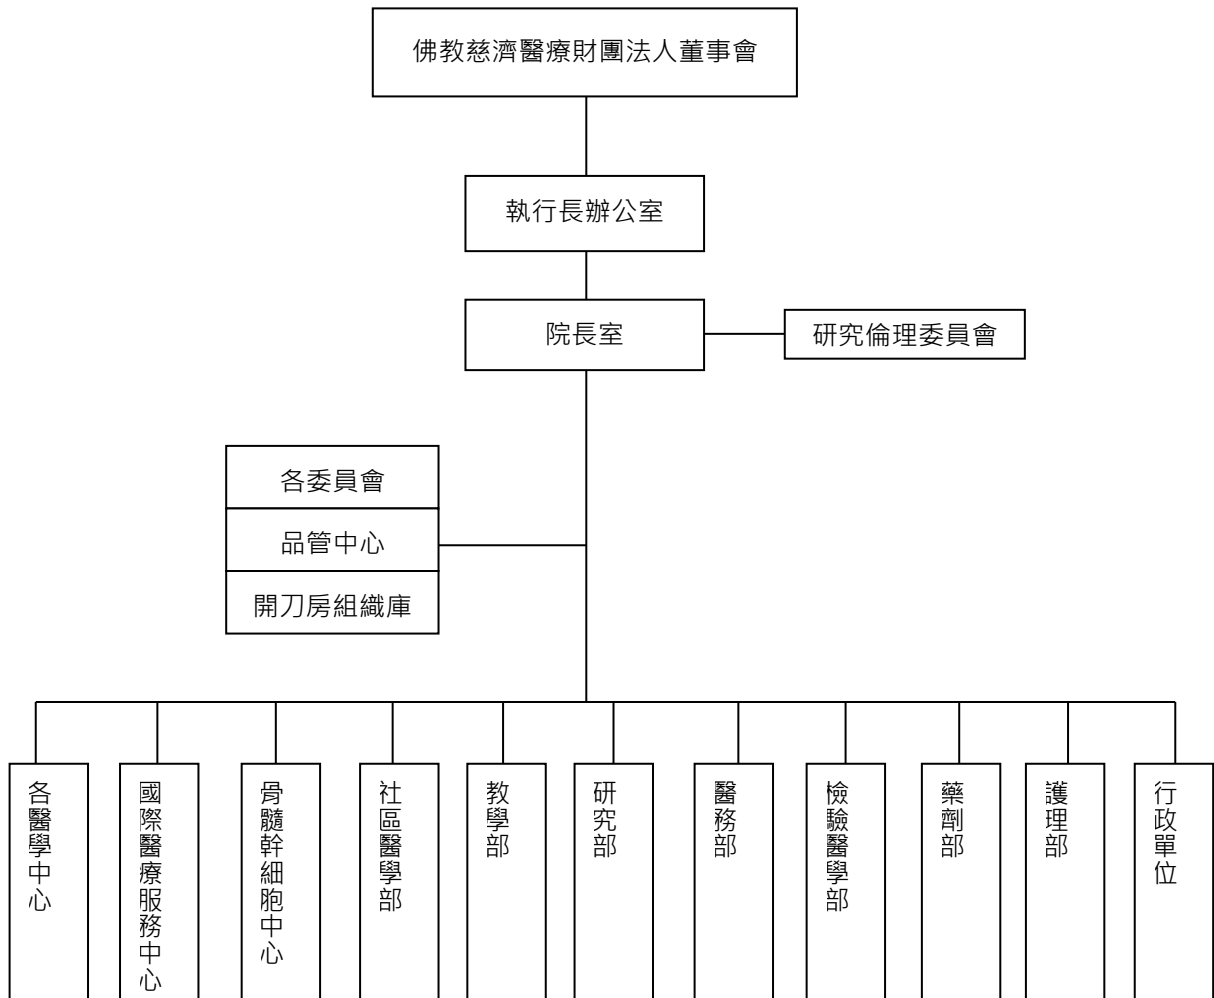 佛教慈濟醫療財團法人董事會
執行長辦公室
院長室
研究倫理委員會
各委員會
品管中心
開刀房組織庫
各醫學中心
國際醫療服務中心
骨髓幹細胞中心
社區醫學部
教學部
研究部
醫務部
檢驗醫學部
藥劑部
護理部
行政單位